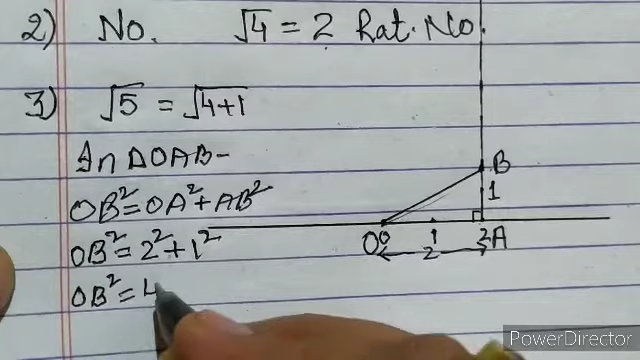 2) No. √4 = 2 Rat. No.
3) √5 = √4+1
In ΔOAB-
OB² = OA² + AB²
OB² = 2² + 1²
OB² = 4
B
1
O 0 1 2 A
2
PowerDirector